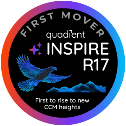 FIRST MOVER
quadient
INSPIRE
R17
First to rise to new
CCM heights